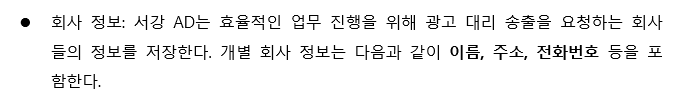 ● 회사 정보: 서강 AD는 효율적인 업무 진행을 위해 광고 대리 송출을 요청하는 회사
들의 정보를 저장한다. 개별 회사 정보는 다음과 같이 이름, 주소, 전화번호 등을 포
함한다.